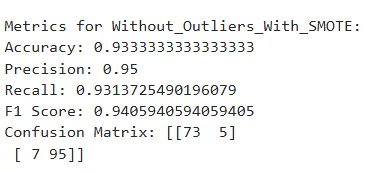 Metrics for Without_Outliers_With_SMOTE:
Accuracy: 0.9333333333333333
Precision: 0.95
Recall: 0.9313725490196079
F1 Score: 0.9405940594059405
Confusion Matrix: [[73  5]
 [ 7 95]]